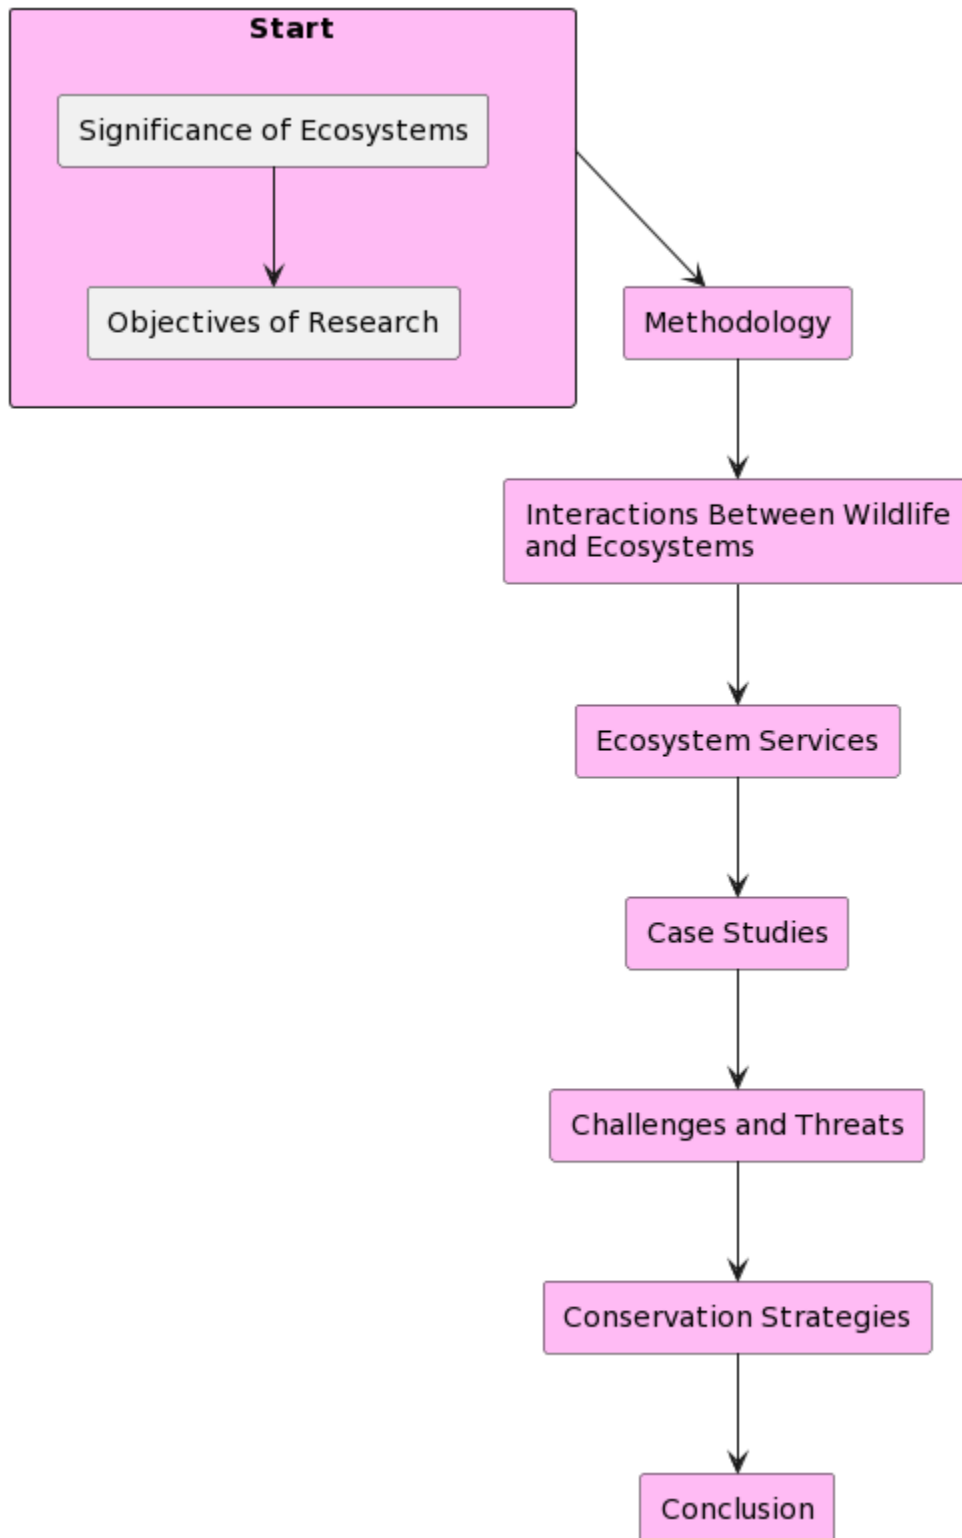 Start
Significance of Ecosystems
Objectives of Research
Methodology
Interactions Between Wildlife
and Ecosystems
Ecosystem Services
Case Studies
Challenges and Threats
Conservation Strategies
Conclusion